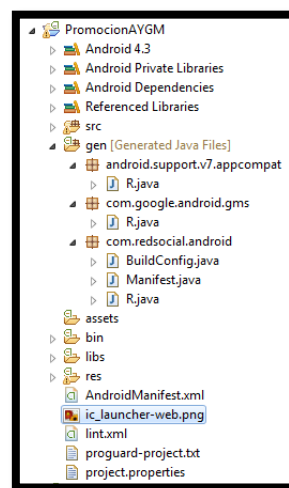 PromocionAYGM
Android 4.3
Android Private Libraries
Android Dependencies
Referenced Libraries
src
gen [Generated Java Files]
android.support.v7.appcompat
R.java
com.google.android.gms
R.java
com.redsocial.android
BuildConfig.java
Manifest.java
R.java
assets
bin
libs
res
AndroidManifest.xml
ic_launcher-web.png
lint.xml
proguard-project.txt
project.properties